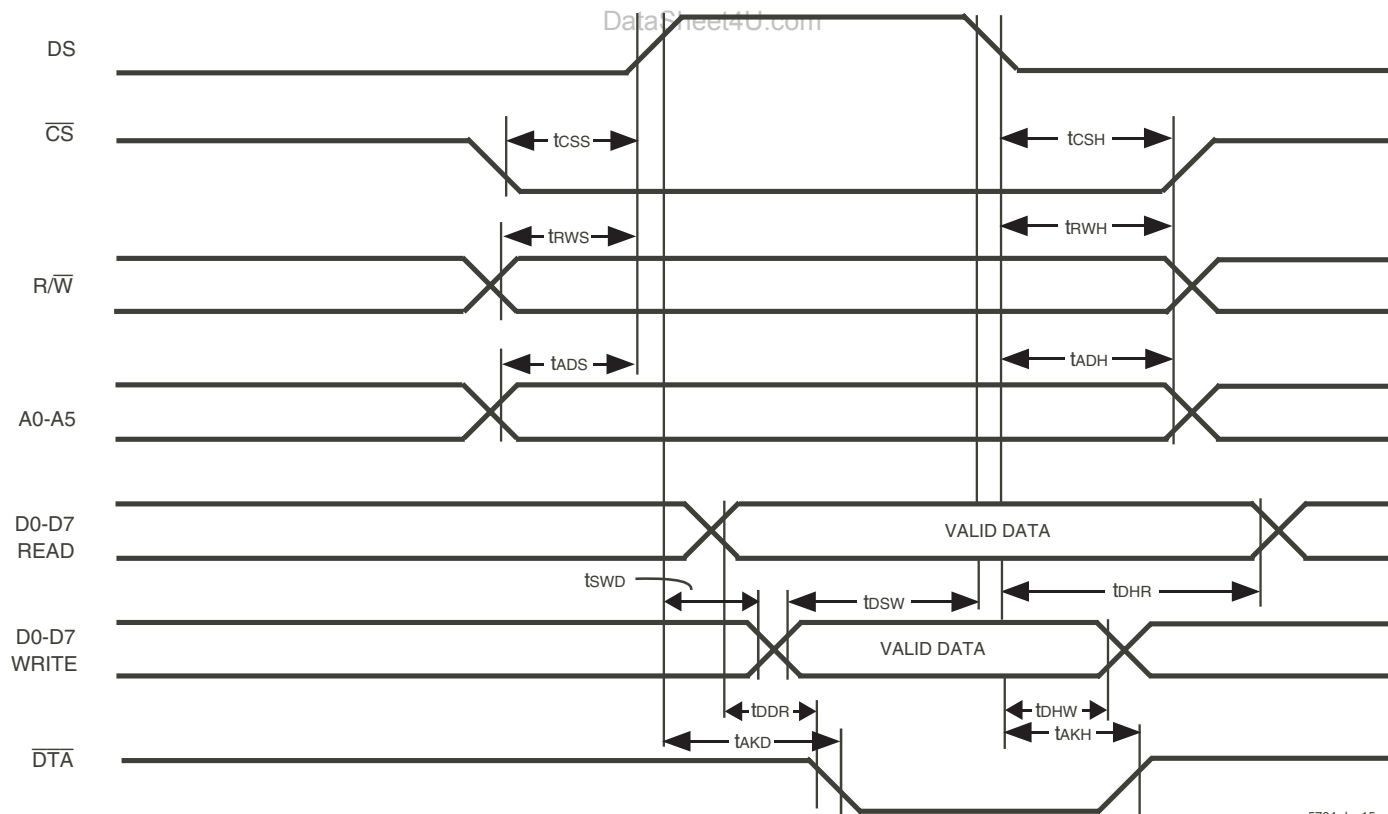 DataSheet4U.com
DS
CS
tCSS
tCSH
tRWS
tRWH
R/W
tADS
tADH
A0-A5
D0-D7
READ
VALID DATA
tSWD
tDSW
tDHR
D0-D7
WRITE
VALID DATA
tDDR
tDHW
tAKD
tAKH
DTA